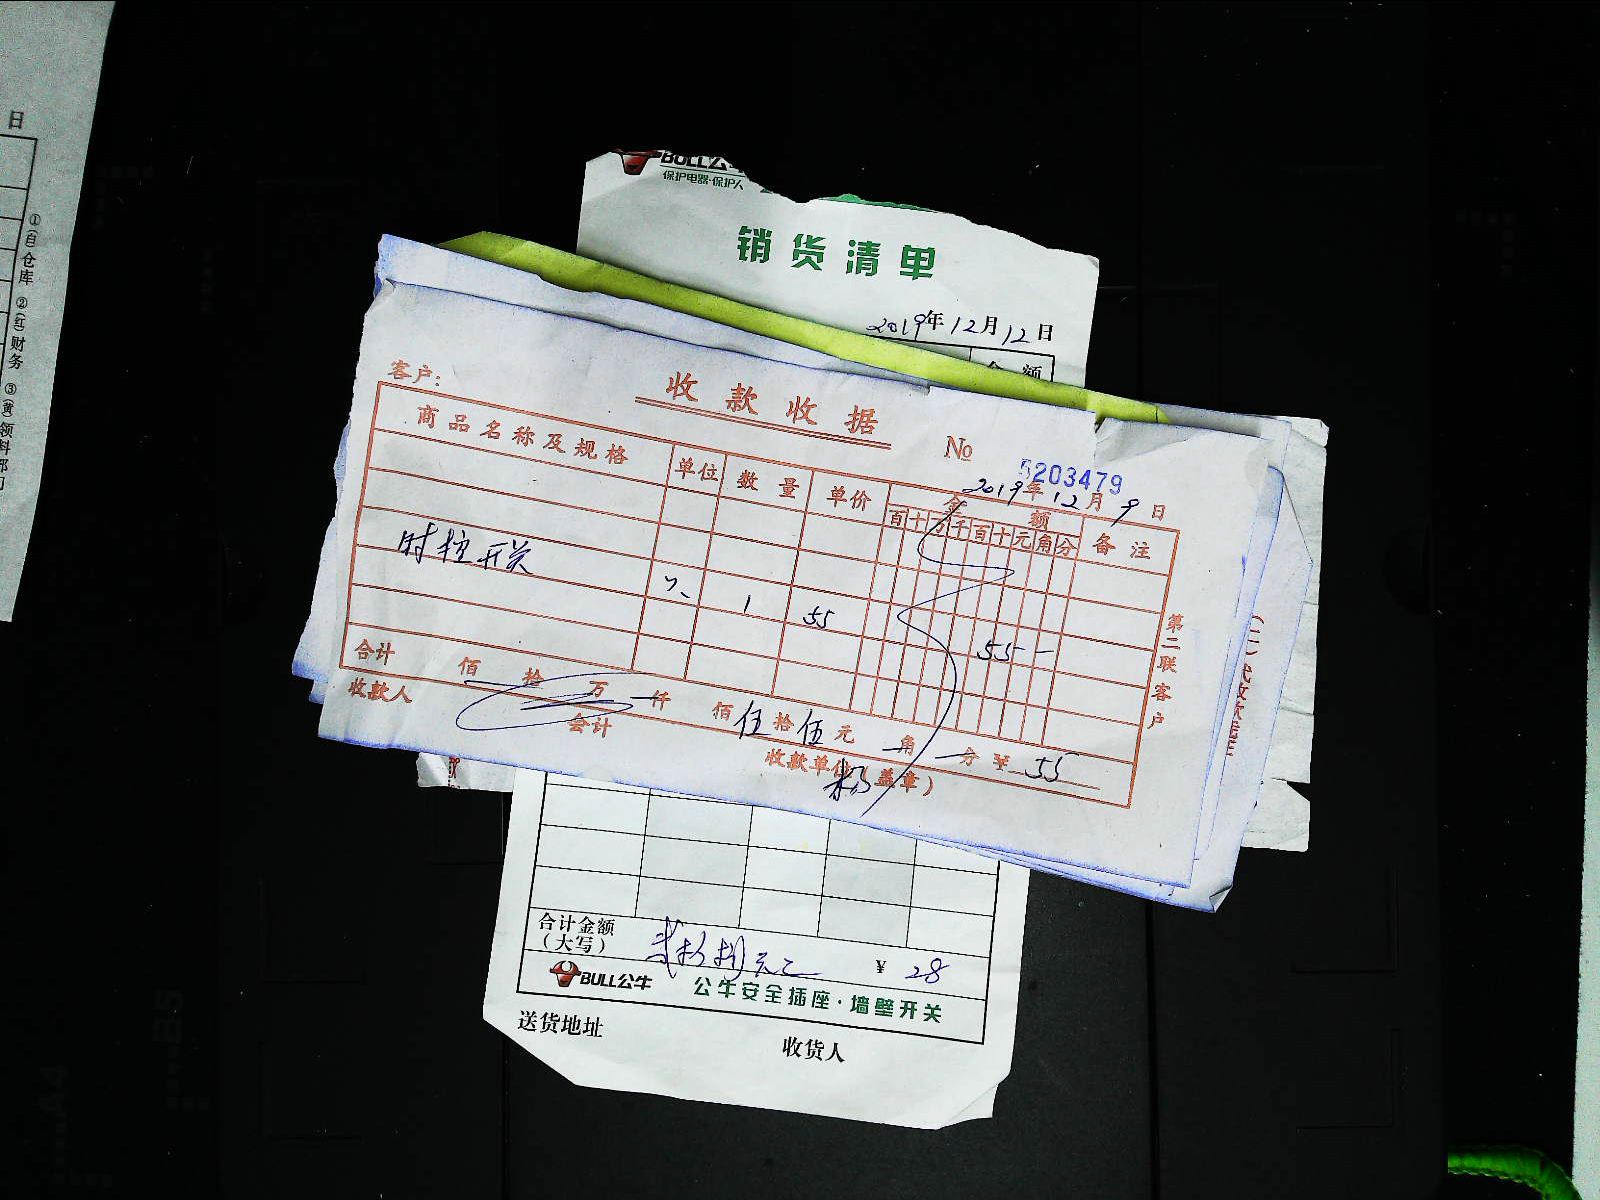 日
①(自)仓库 ②(红)财务 ③(黄)领料部门
BULL公牛
保护电器·保护人
销货清单
2019年12月12日
金额
收款收据
客户:
№ 5203479
2019年12月9日
商品名称及规格 单位 数量 单价 金额 备注
百 十 万 千 百 十 元 角 分
时控开关 1 55 55 —
合计 佰 拾 万 仟 佰 伍拾伍元 角 分 ¥ 55
收款人 会计 收款单位 盖章)
第二联 客户
合计金额
(大写) 贰拾捌元 ¥ 28
BULL公牛 公牛安全插座·墙壁开关
送货地址 收货人